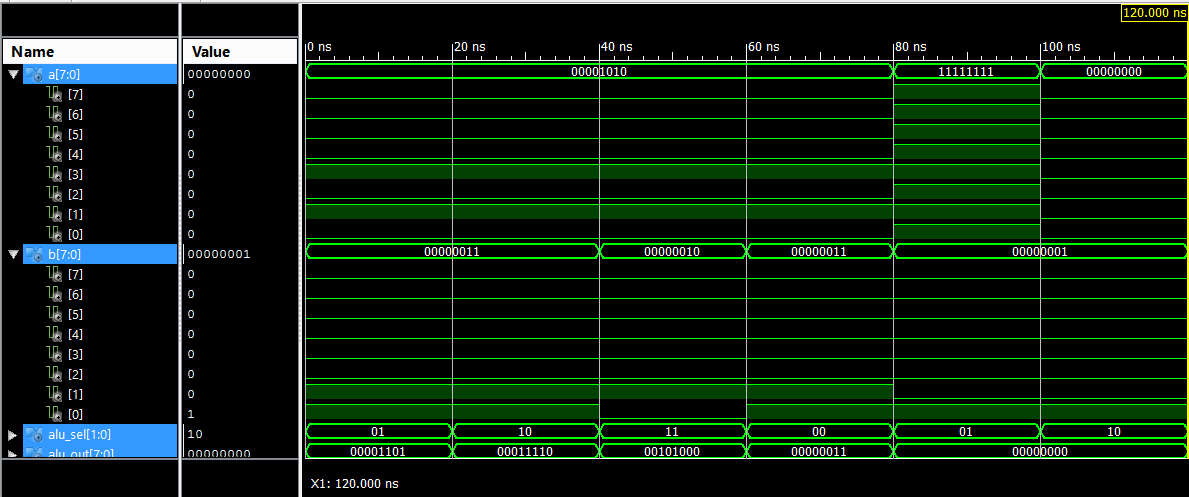 120.000 ns
Name Value
0 ns 20 ns 40 ns 60 ns 80 ns 100 ns
a[7:0] 00000000 00001010 11111111 00000000
[7] 0
[6] 0
[5] 0
[4] 0
[3] 0
[2] 0
[1] 0
[0] 0
b[7:0] 00000001 00000011 00000010 00000011 00000001
[7] 0
[6] 0
[5] 0
[4] 0
[3] 0
[2] 0
[1] 0
[0] 1
alu_sel[1:0] 10 01 10 11 00 01 10
alu_out[7:0] 00000000 00001101 00011110 00101000 00000011 00000000
X1: 120.000 ns